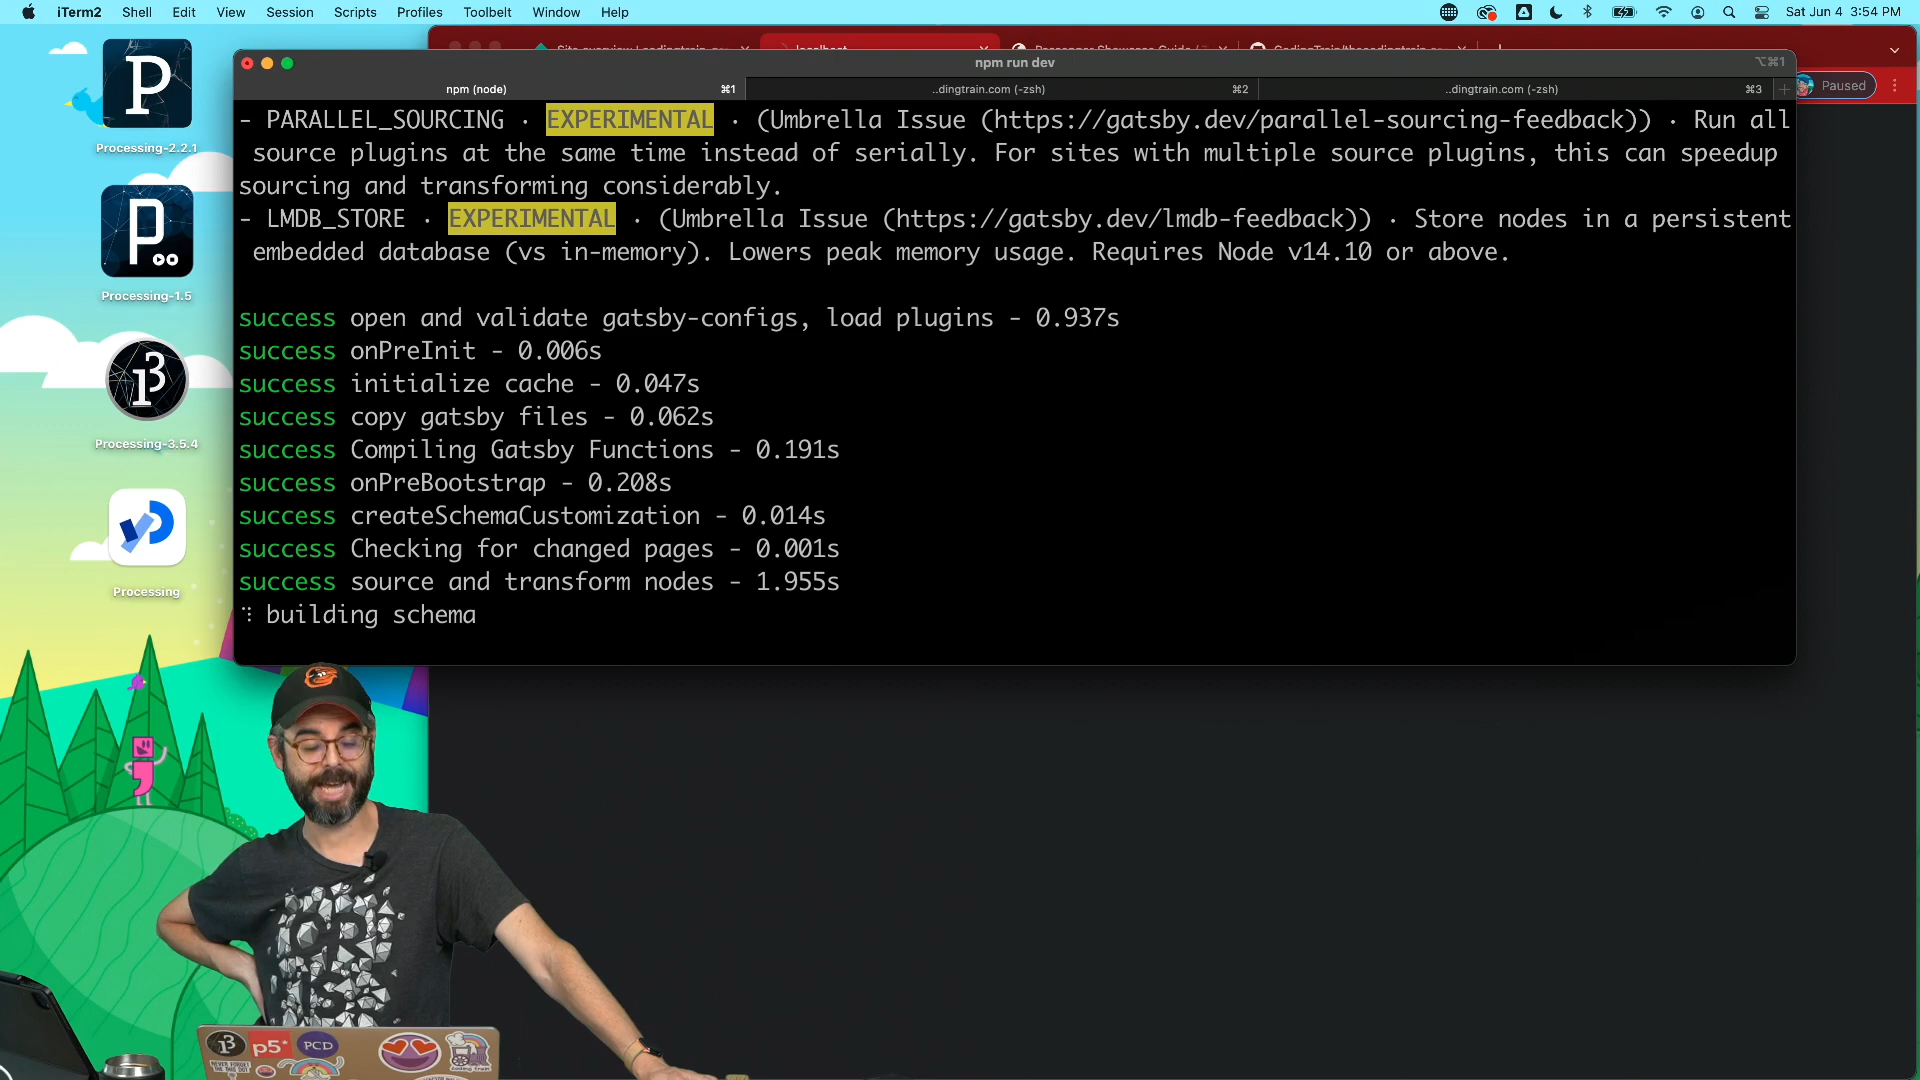 iTerm2 Shell Edit View Session Scripts Profiles Toolbelt Window Help Sat Jun 4 3:54 PM
npm run dev ⌥⌘1
npm (node) ⌘1 ..dingtrain.com (-zsh) ⌘2 ..dingtrain.com (-zsh) ⌘3
Paused
- PARALLEL_SOURCING · EXPERIMENTAL · (Umbrella Issue (https://gatsby.dev/parallel-sourcing-feedback)) · Run all
source plugins at the same time instead of serially. For sites with multiple source plugins, this can speedup
sourcing and transforming considerably.
- LMDB_STORE · EXPERIMENTAL · (Umbrella Issue (https://gatsby.dev/lmdb-feedback)) · Store nodes in a persistent
embedded database (vs in-memory). Lowers peak memory usage. Requires Node v14.10 or above.
success open and validate gatsby-configs, load plugins - 0.937s
success onPreInit - 0.006s
success initialize cache - 0.047s
success copy gatsby files - 0.062s
success Compiling Gatsby Functions - 0.191s
success onPreBootstrap - 0.208s
success createSchemaCustomization - 0.014s
success Checking for changed pages - 0.001s
success source and transform nodes - 1.955s
building schema
Processing-2.2.1
Processing-1.5
Processing-3.5.4
Processing
p5*
PCD